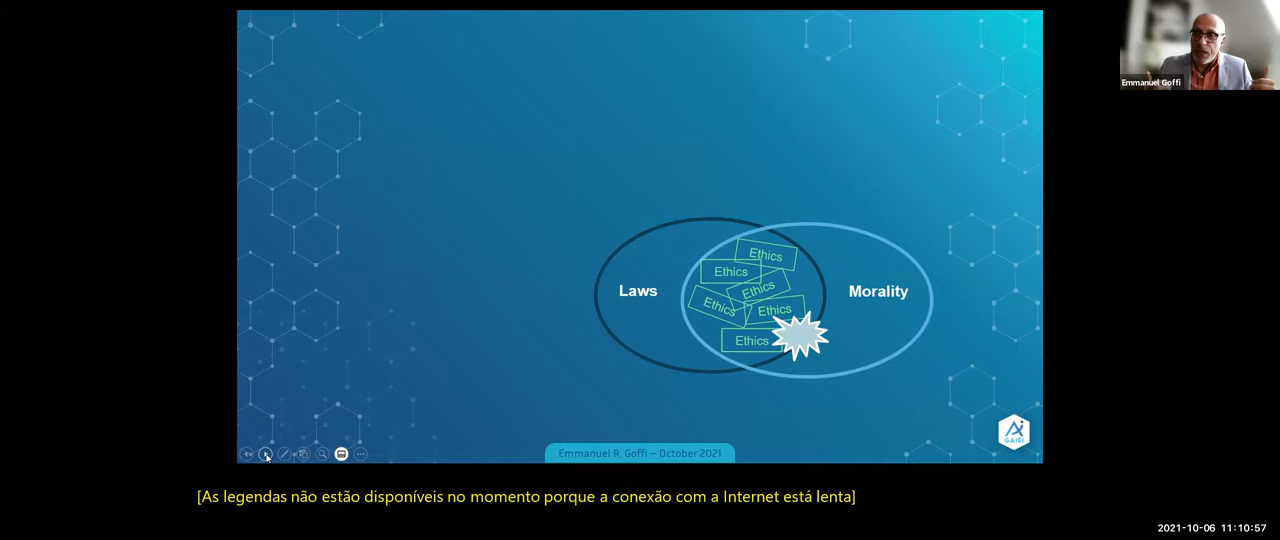 Emmanuel Goffi
Ethics
Ethics
Ethics
Laws
Morality
Ethics
Ethics
Ethics
GAIEI
Emmanuel R. Goffi – October 2021
[As legendas não estão disponíveis no momento porque a conexão com a Internet está lenta]
2021-10-06 11:10:57